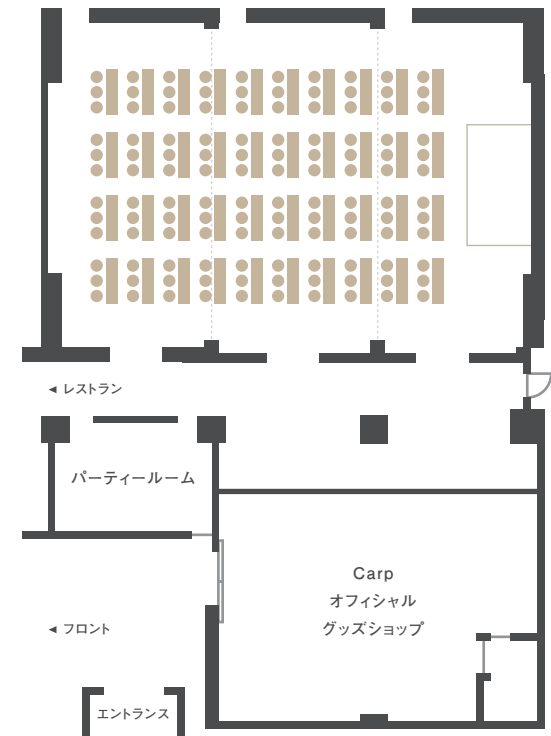 ◀ レストラン
パーティールーム
Carp
オフィシャル
グッズショップ
◀ フロント
エントランス